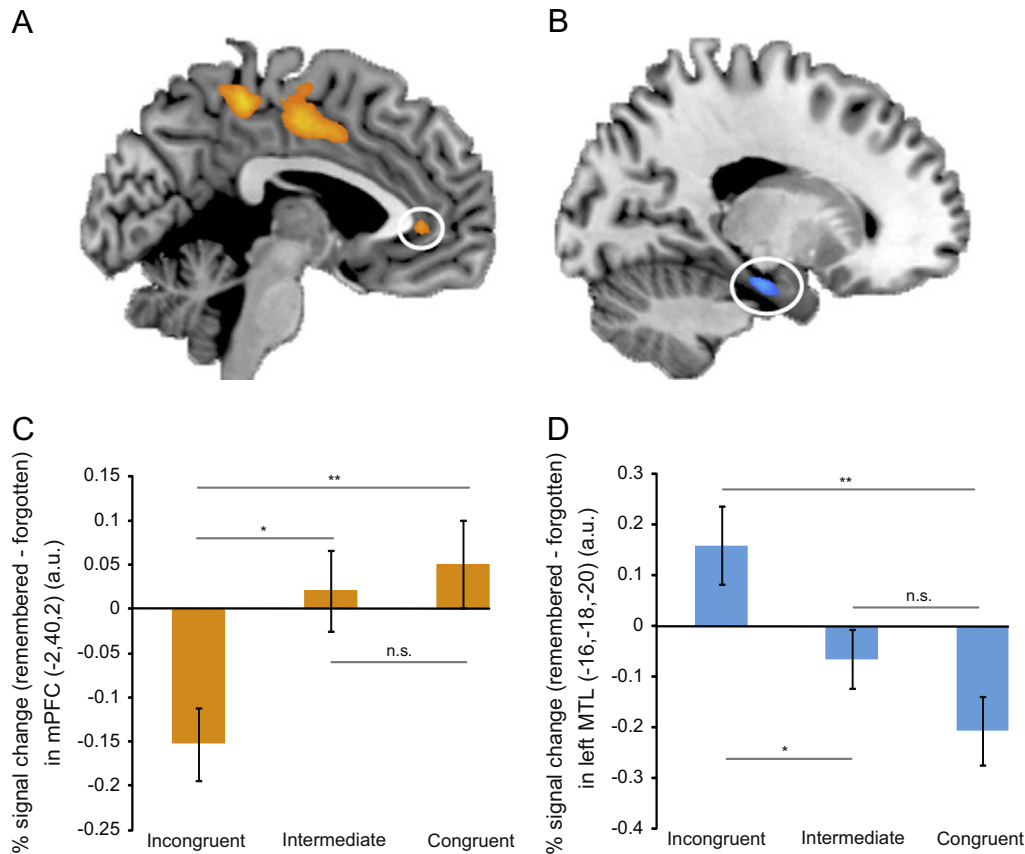 A
B
C
% signal change (remembered - forgotten)
in mPFC (-2,40,2) (a.u.)
0.15
0.1
0.05
0
-0.05
-0.1
-0.15
-0.2
-0.25
**
*
n.s.
Incongruent
Intermediate
Congruent
D
% signal change (remembered - forgotten)
in left MTL (-16,-18,-20) (a.u.)
0.3
0.2
0.1
0
-0.1
-0.2
-0.3
-0.4
**
n.s.
*
Incongruent
Intermediate
Congruent